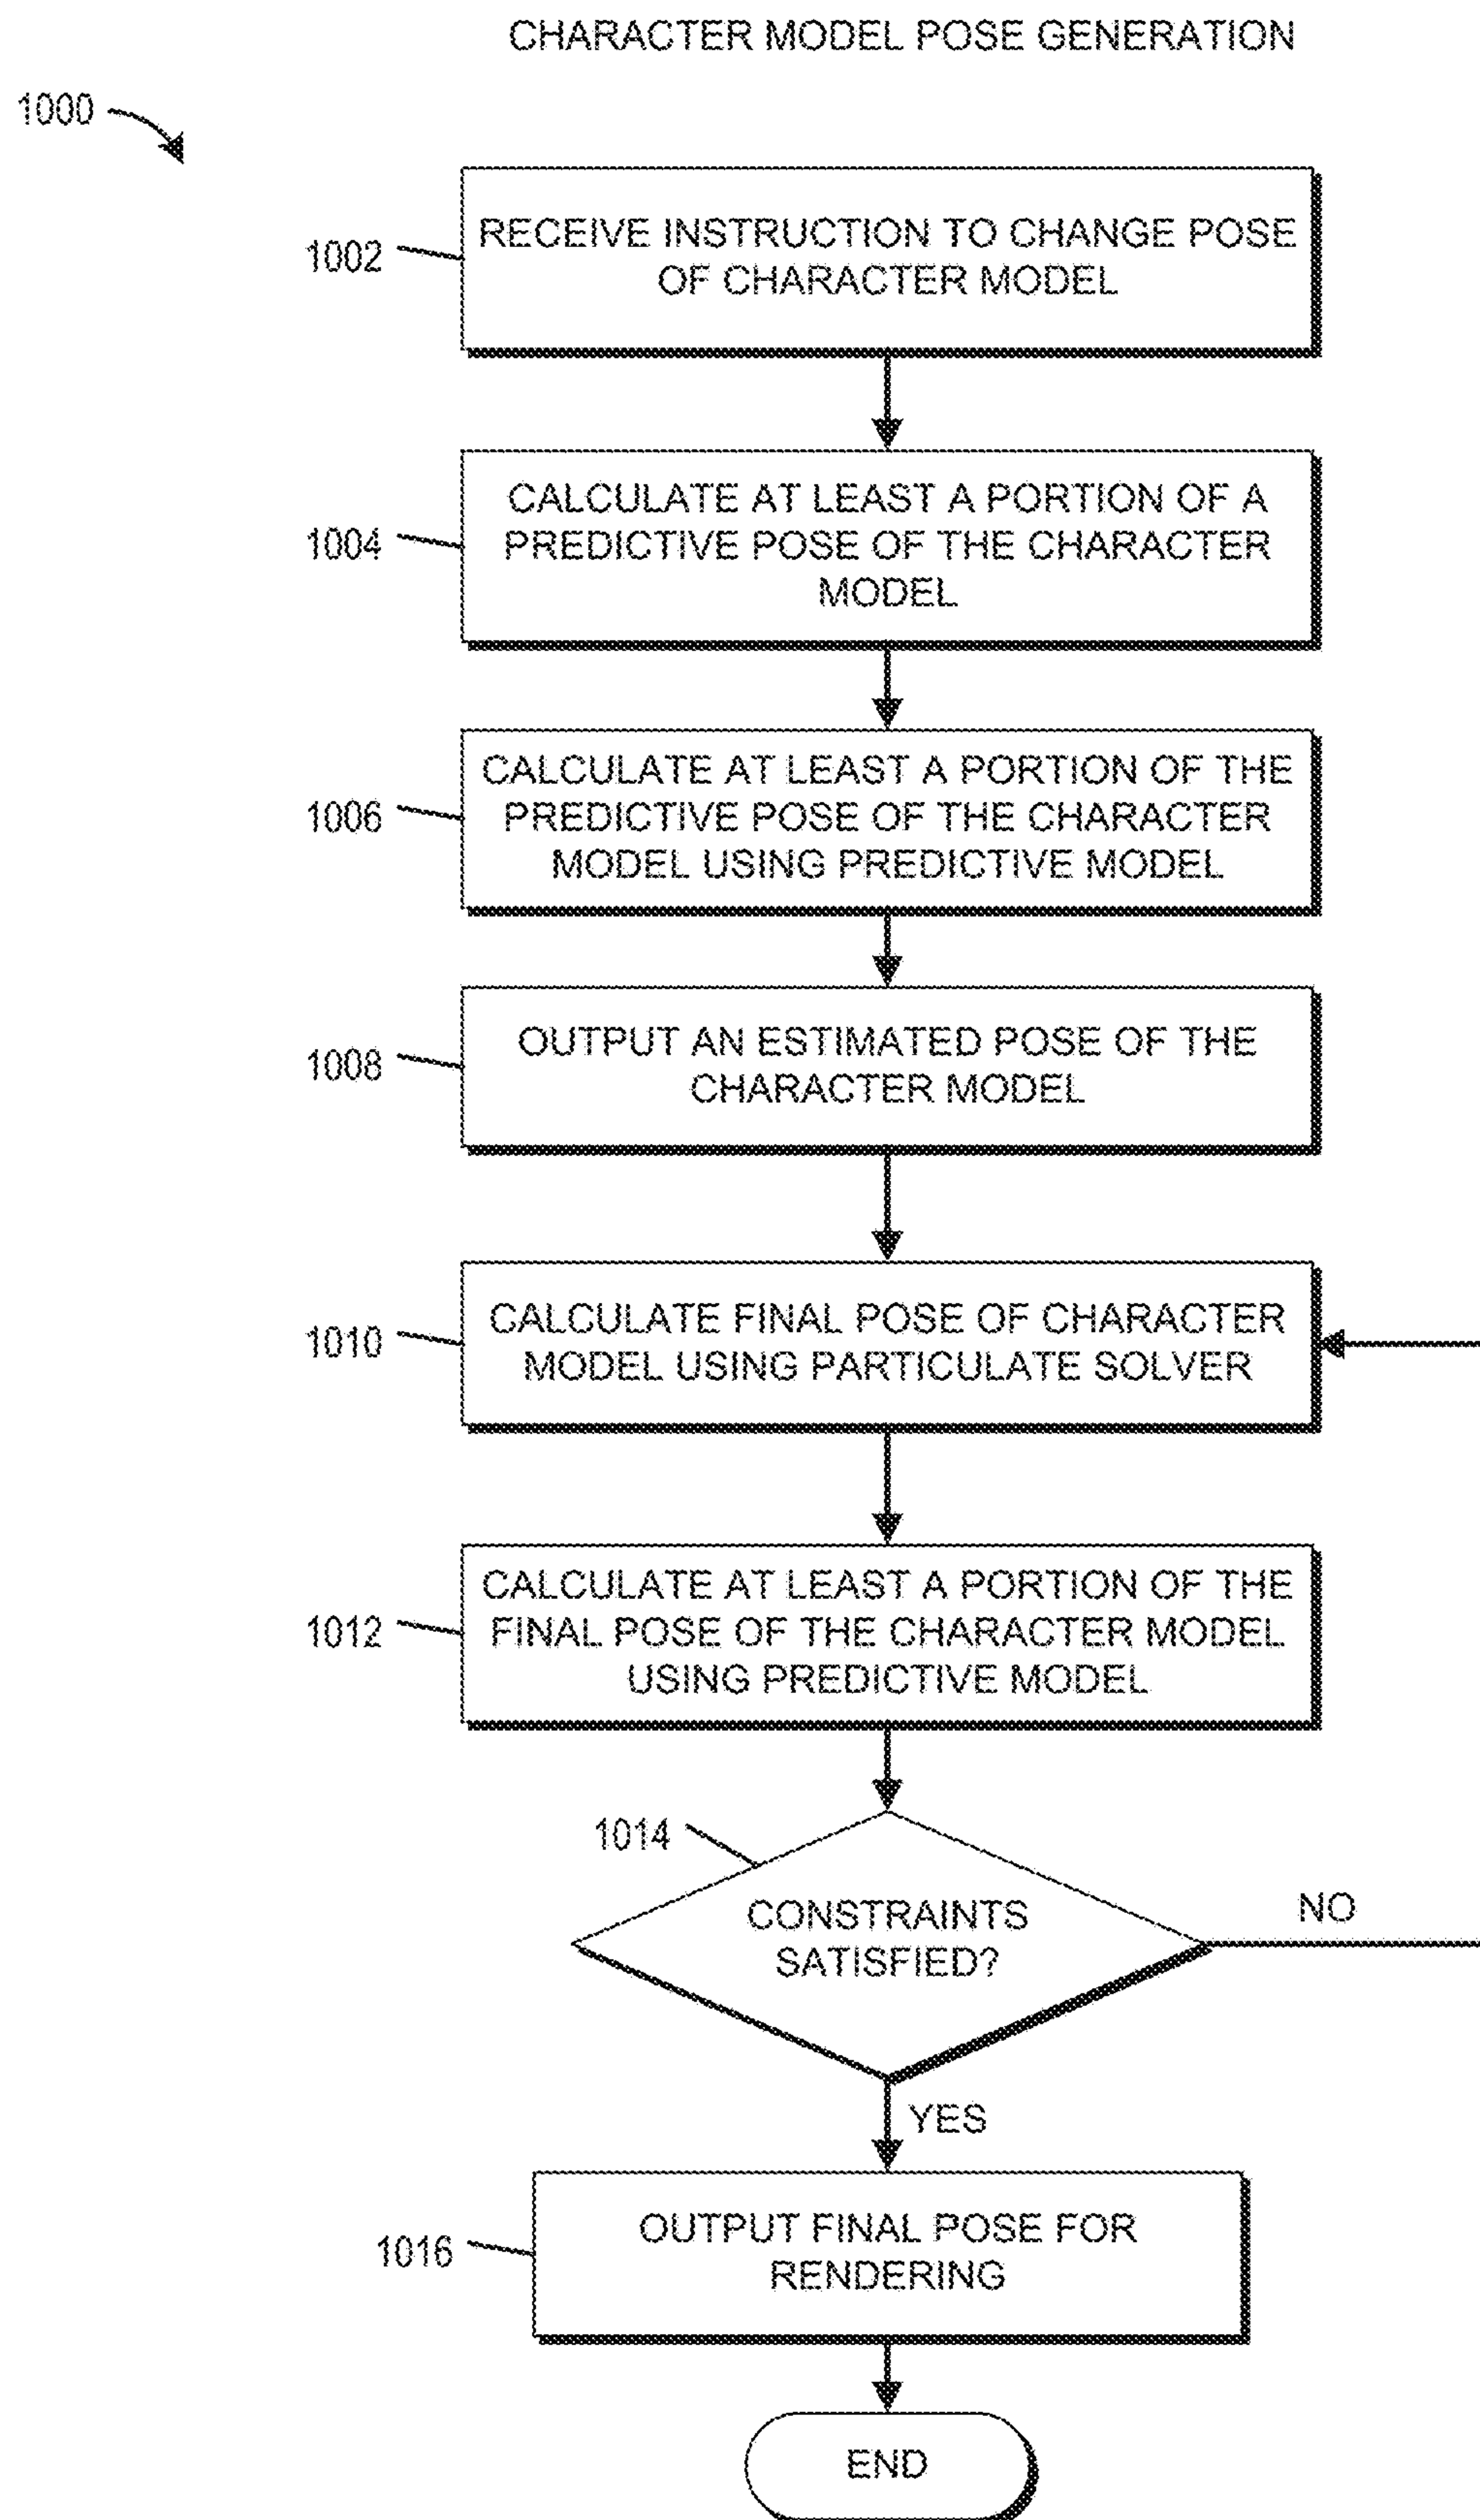 CHARACTER MODEL POSE GENERATION
1000
1002
RECEIVE INSTRUCTION TO CHANGE POSE
OF CHARACTER MODEL
1004
CALCULATE AT LEAST A PORTION OF A
PREDICTIVE POSE OF THE CHARACTER
MODEL
1006
CALCULATE AT LEAST A PORTION OF THE
PREDICTIVE POSE OF THE CHARACTER
MODEL USING PREDICTIVE MODEL
1008
OUTPUT AN ESTIMATED POSE OF THE
CHARACTER MODEL
1010
CALCULATE FINAL POSE OF CHARACTER
MODEL USING PARTICULATE SOLVER
1012
CALCULATE AT LEAST A PORTION OF THE
FINAL POSE OF THE CHARACTER MODEL
USING PREDICTIVE MODEL
1014
CONSTRAINTS
SATISFIED?
NO
YES
1016
OUTPUT FINAL POSE FOR
RENDERING
END